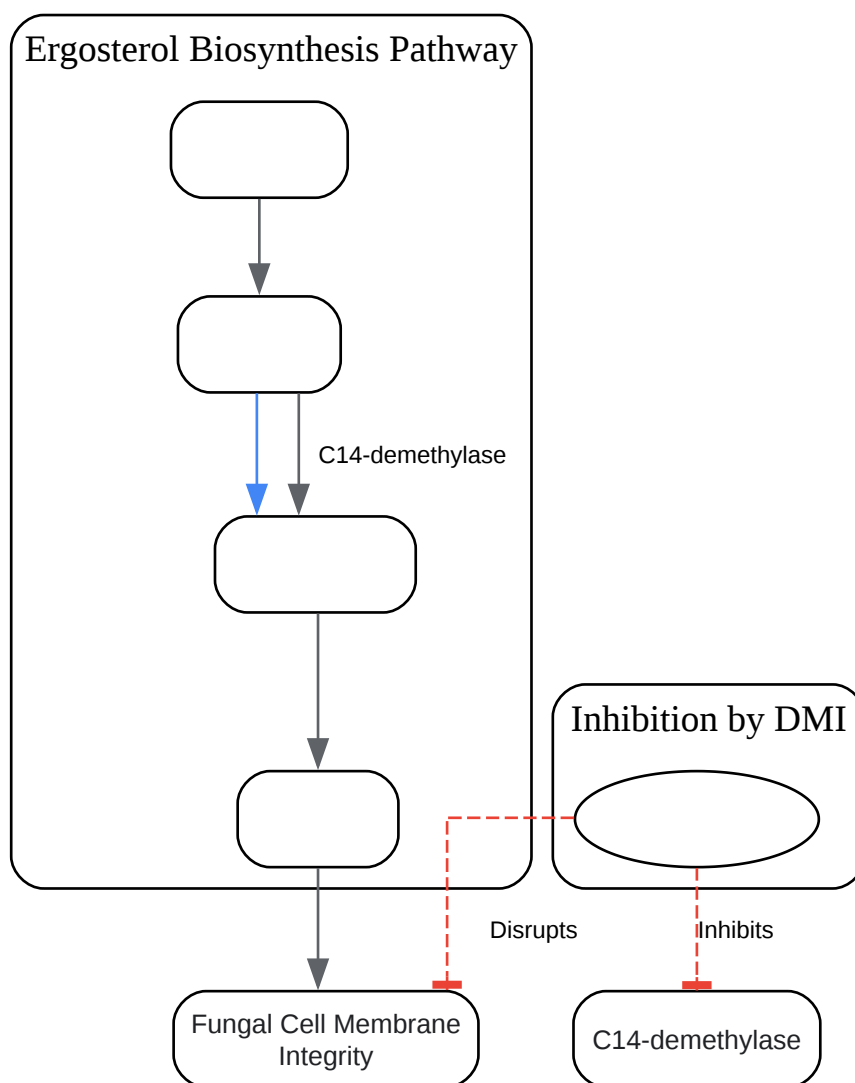 Ergosterol Biosynthesis Pathway
C14-demethylase
Inhibition by DMI
Disrupts
Inhibits
Fungal Cell Membrane
Integrity
C14-demethylase